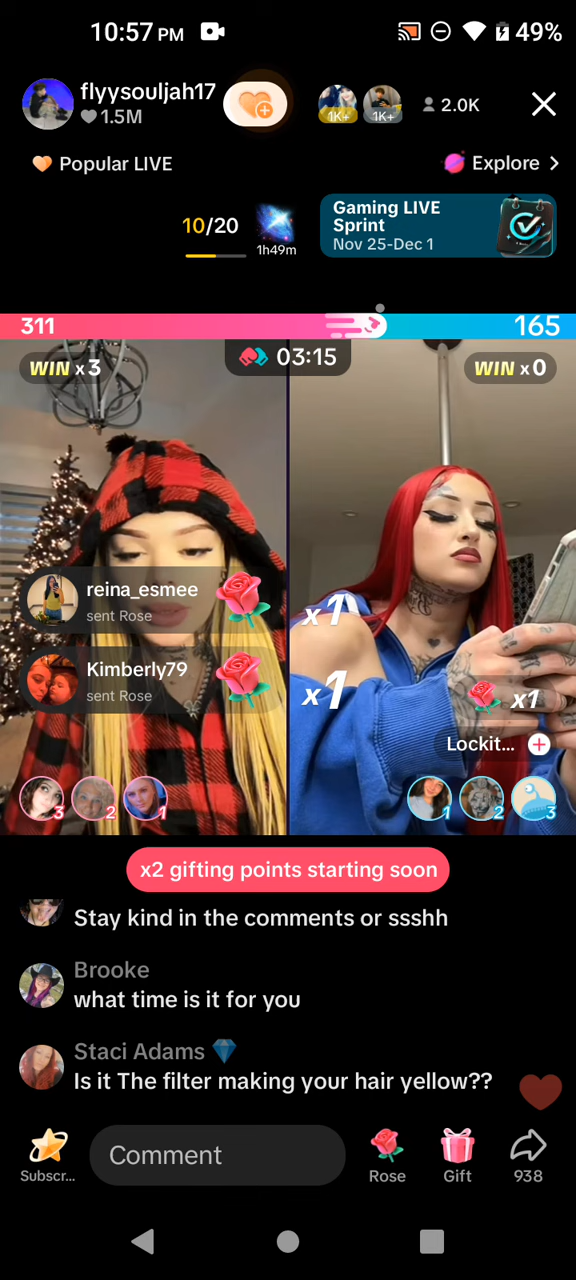 10:57 PM
49%
flyysouljah17
1.5M
1K+
1K+
2.0K
Popular LIVE
Explore >
10/20
1h49m
Gaming LIVE
Sprint
Nov 25-Dec 1
311
165
WIN x3
03:15
WIN x0
reina_esmee
sent Rose
x1
Kimberly79
sent Rose
x1
x1
Lockit...
3
2
1
1
2
3
x2 gifting points starting soon
Stay kind in the comments or ssshh
Brooke
what time is it for you
Staci Adams
Is it The filter making your hair yellow??
Subscr...
Comment
Rose
Gift
938